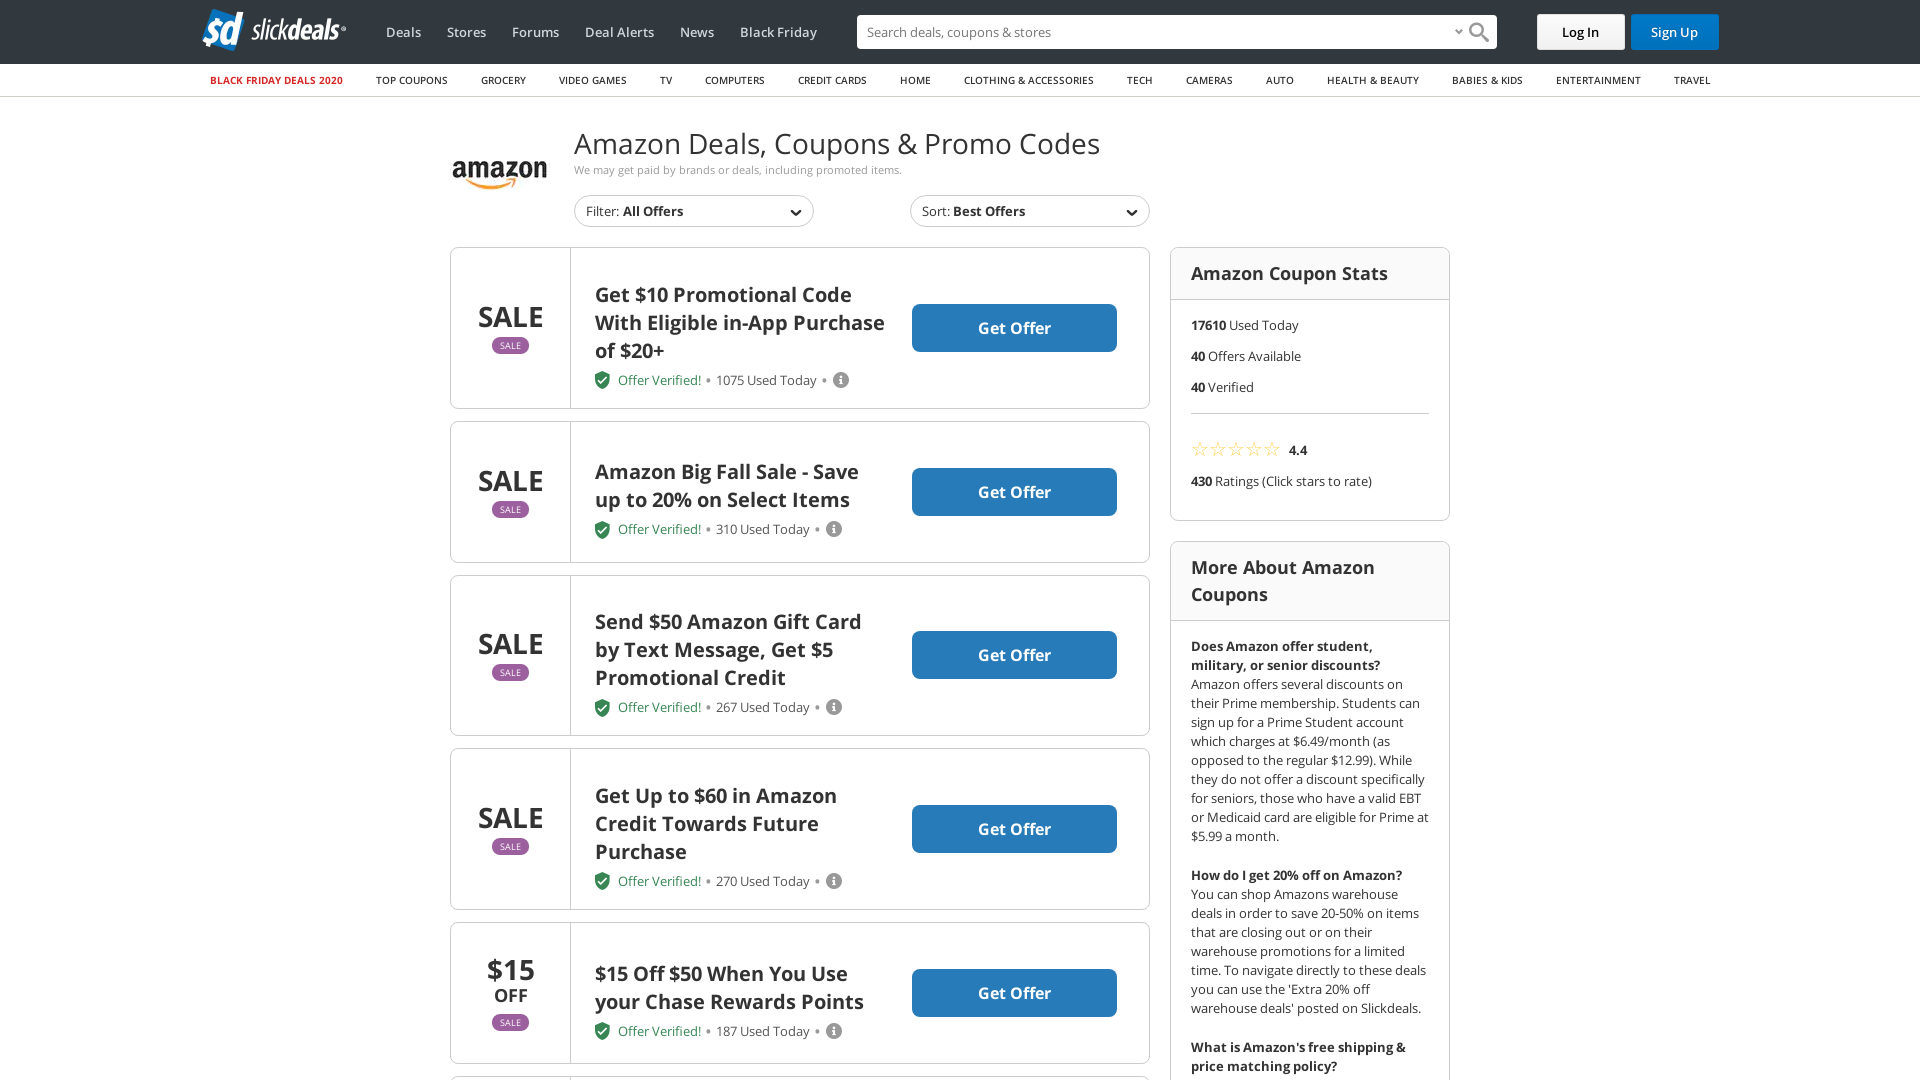 sd slickdeals
Deals
Stores
Forums
Deal Alerts
News
Black Friday
Search deals, coupons & stores
Log In
Sign Up
BLACK FRIDAY DEALS 2020
TOP COUPONS
GROCERY
VIDEO GAMES
TV
COMPUTERS
CREDIT CARDS
HOME
CLOTHING & ACCESSORIES
TECH
CAMERAS
AUTO
HEALTH & BEAUTY
BABIES & KIDS
ENTERTAINMENT
TRAVEL
amazon
Amazon Deals, Coupons & Promo Codes
We may get paid by brands or deals, including promoted items.
Filter: All Offers
Sort: Best Offers
SALE
SALE
Get $10 Promotional Code
With Eligible in-App Purchase
of $20+
Offer Verified! • 1075 Used Today •
Get Offer
SALE
SALE
Amazon Big Fall Sale - Save
up to 20% on Select Items
Offer Verified! • 310 Used Today •
Get Offer
SALE
SALE
Send $50 Amazon Gift Card
by Text Message, Get $5
Promotional Credit
Offer Verified! • 267 Used Today •
Get Offer
SALE
SALE
Get Up to $60 in Amazon
Credit Towards Future
Purchase
Offer Verified! • 270 Used Today •
Get Offer
$15
OFF
SALE
$15 Off $50 When You Use
your Chase Rewards Points
Offer Verified! • 187 Used Today •
Get Offer
Amazon Coupon Stats
17610 Used Today
40 Offers Available
40 Verified
4.4
430 Ratings (Click stars to rate)
More About Amazon
Coupons
Does Amazon offer student,
military, or senior discounts?
Amazon offers several discounts on
their Prime membership. Students can
sign up for a Prime Student account
which charges at $6.49/month (as
opposed to the regular $12.99). While
they do not offer a discount specifically
for seniors, those who have a valid EBT
or Medicaid card are eligible for Prime at
$5.99 a month.
How do I get 20% off on Amazon?
You can shop Amazons warehouse
deals in order to save 20-50% on items
that are closing out or on their
warehouse promotions for a limited
time. To navigate directly to these deals
you can use the 'Extra 20% off
warehouse deals' posted on Slickdeals.
What is Amazon's free shipping &
price matching policy?